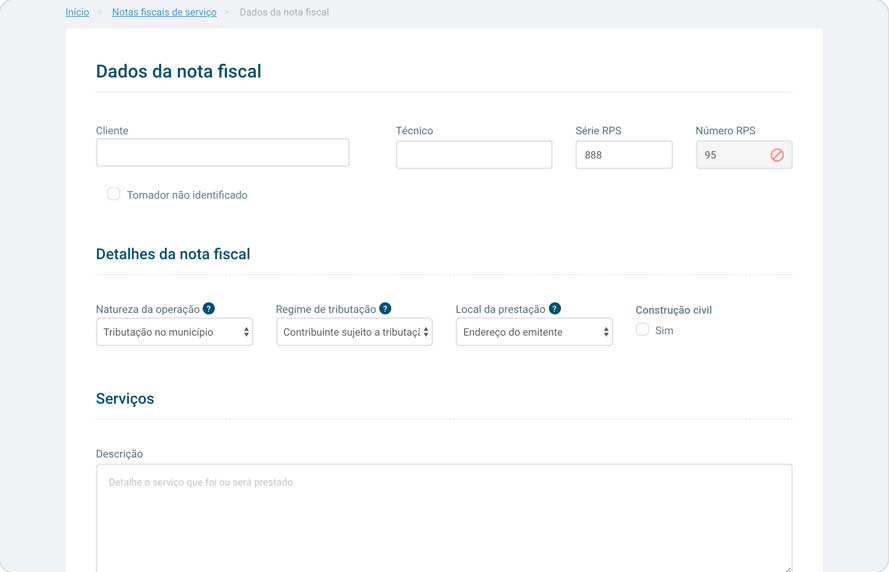 Início Notas fiscais de serviço Dados da nota fiscal
Dados da nota fiscal
Cliente Técnico Série RPS Número RPS
888 95
Tomador não identificado
Detalhes da nota fiscal
Natureza da operação ? Regime de tributação ? Local da prestação ? Construção civil
Tributação no município Contribuinte sujeito a tributaçã Endereço do emitente Sim
Serviços
Descrição
Detalhe o serviço que foi ou será prestado